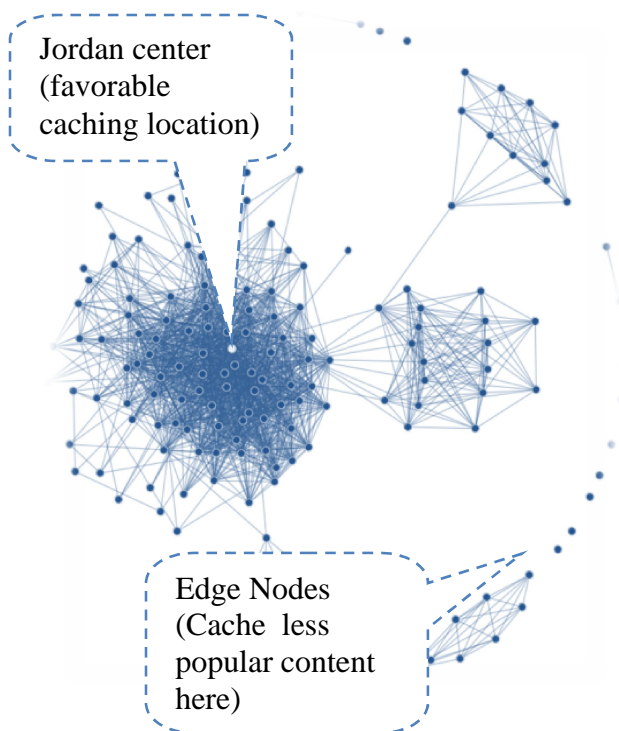 Jordan center
(favorable
caching location)
Edge Nodes
(Cache less
popular content
here)